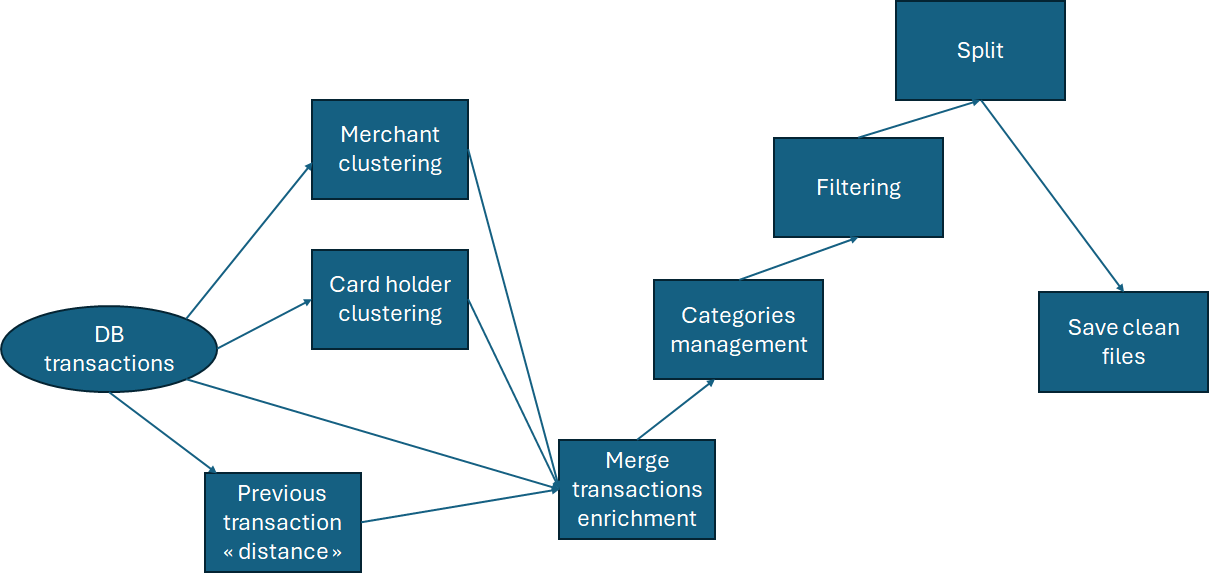 Split
Merchant
clustering
Filtering
Card holder
clustering
Categories
management
Save clean
files
DB
transactions
Merge
transactions
enrichment
Previous
transaction
« distance »